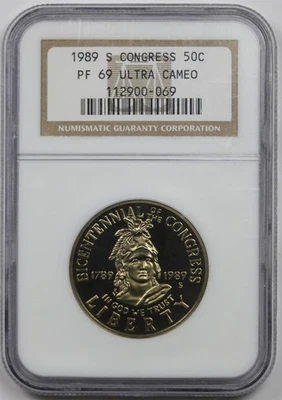 1989 S CONGRESS 50C
PF 69 ULTRA CAMEO
112900-069
NUMISMATIC GUARANTY CORPORATION
BICENTENNIAL OF THE CONGRESS
1789 1989
S
IN GOD WE TRUST
LIBERTY